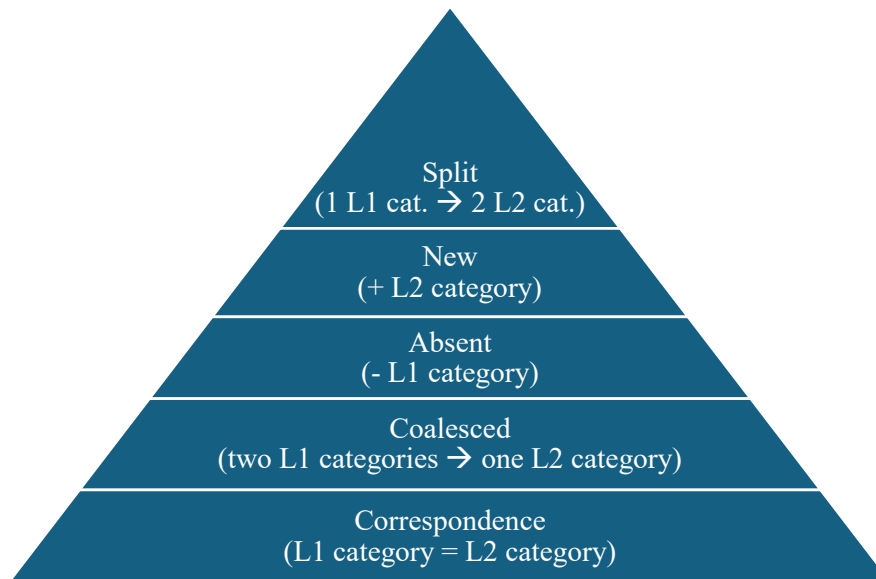 Split
(1 L1 cat. → 2 L2 cat.)
New
(+ L2 category)
Absent
(- L1 category)
Coalesced
(two L1 categories → one L2 category)
Correspondence
(L1 category = L2 category)